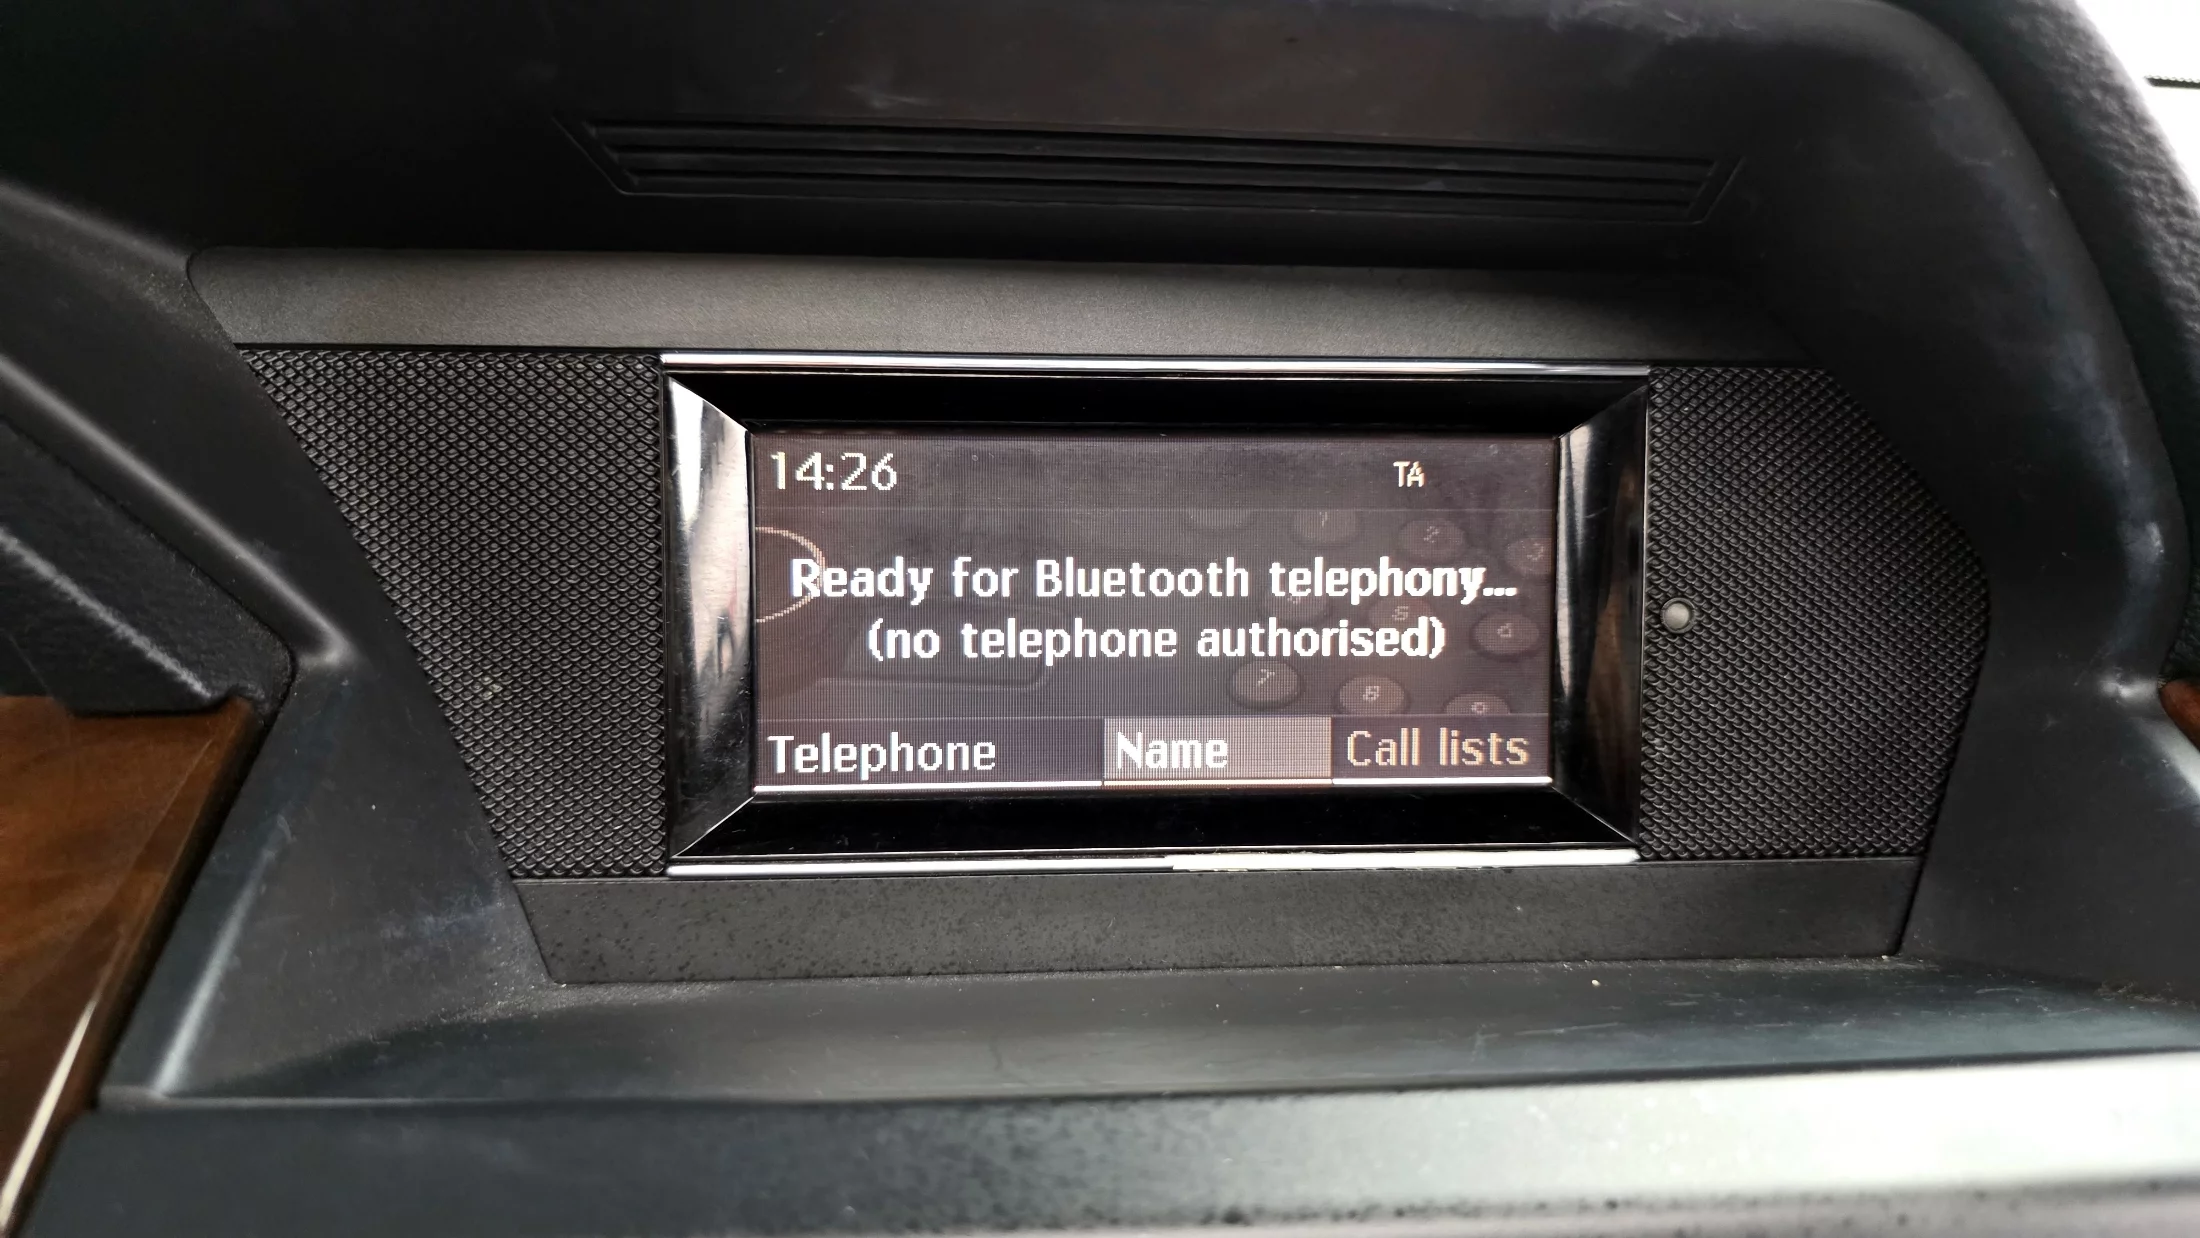 14:26 TA
Ready for Bluetooth telephony...
(no telephone authorised)
Telephone Name Call lists